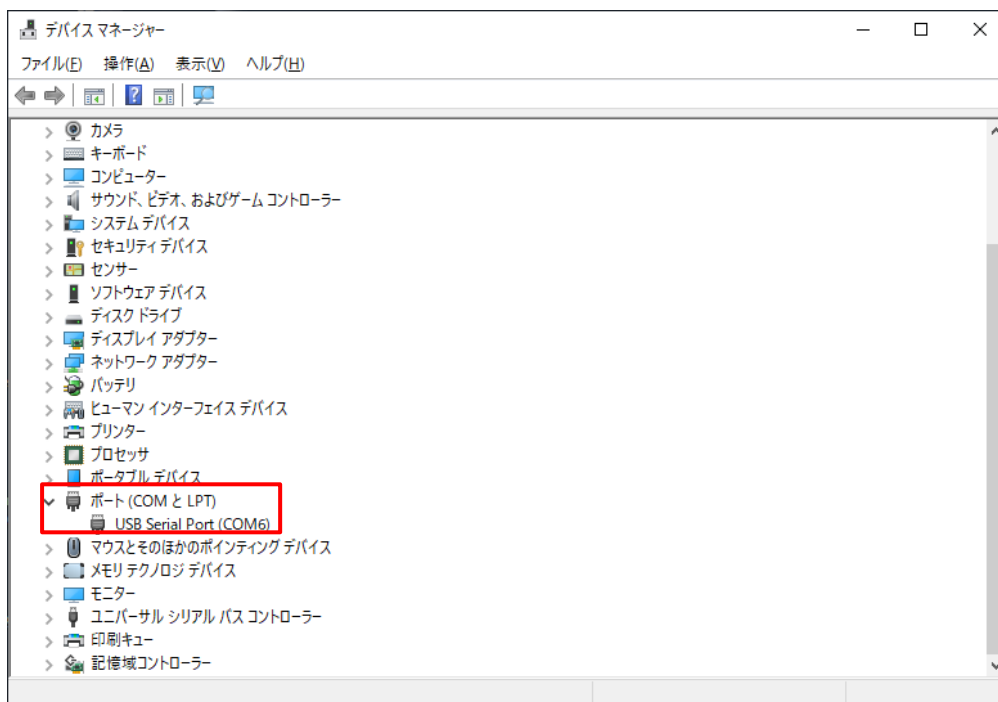 デバイス マネージャー
ファイル(F) 操作(A) 表示(V) ヘルプ(H)
カメラ
キーボード
コンピューター
サウンド、ビデオ、およびゲーム コントローラー
システム デバイス
セキュリティ デバイス
センサー
ソフトウェア デバイス
ディスク ドライブ
ディスプレイ アダプター
ネットワーク アダプター
バッテリ
ヒューマン インターフェイス デバイス
プリンター
プロセッサ
ポータブル デバイス
ポート (COM と LPT)
USB Serial Port (COM6)
マウスとそのほかのポインティング デバイス
メモリ テクノロジ デバイス
モニター
ユニバーサル シリアル バス コントローラー
印刷キュー
記憶域コントローラー